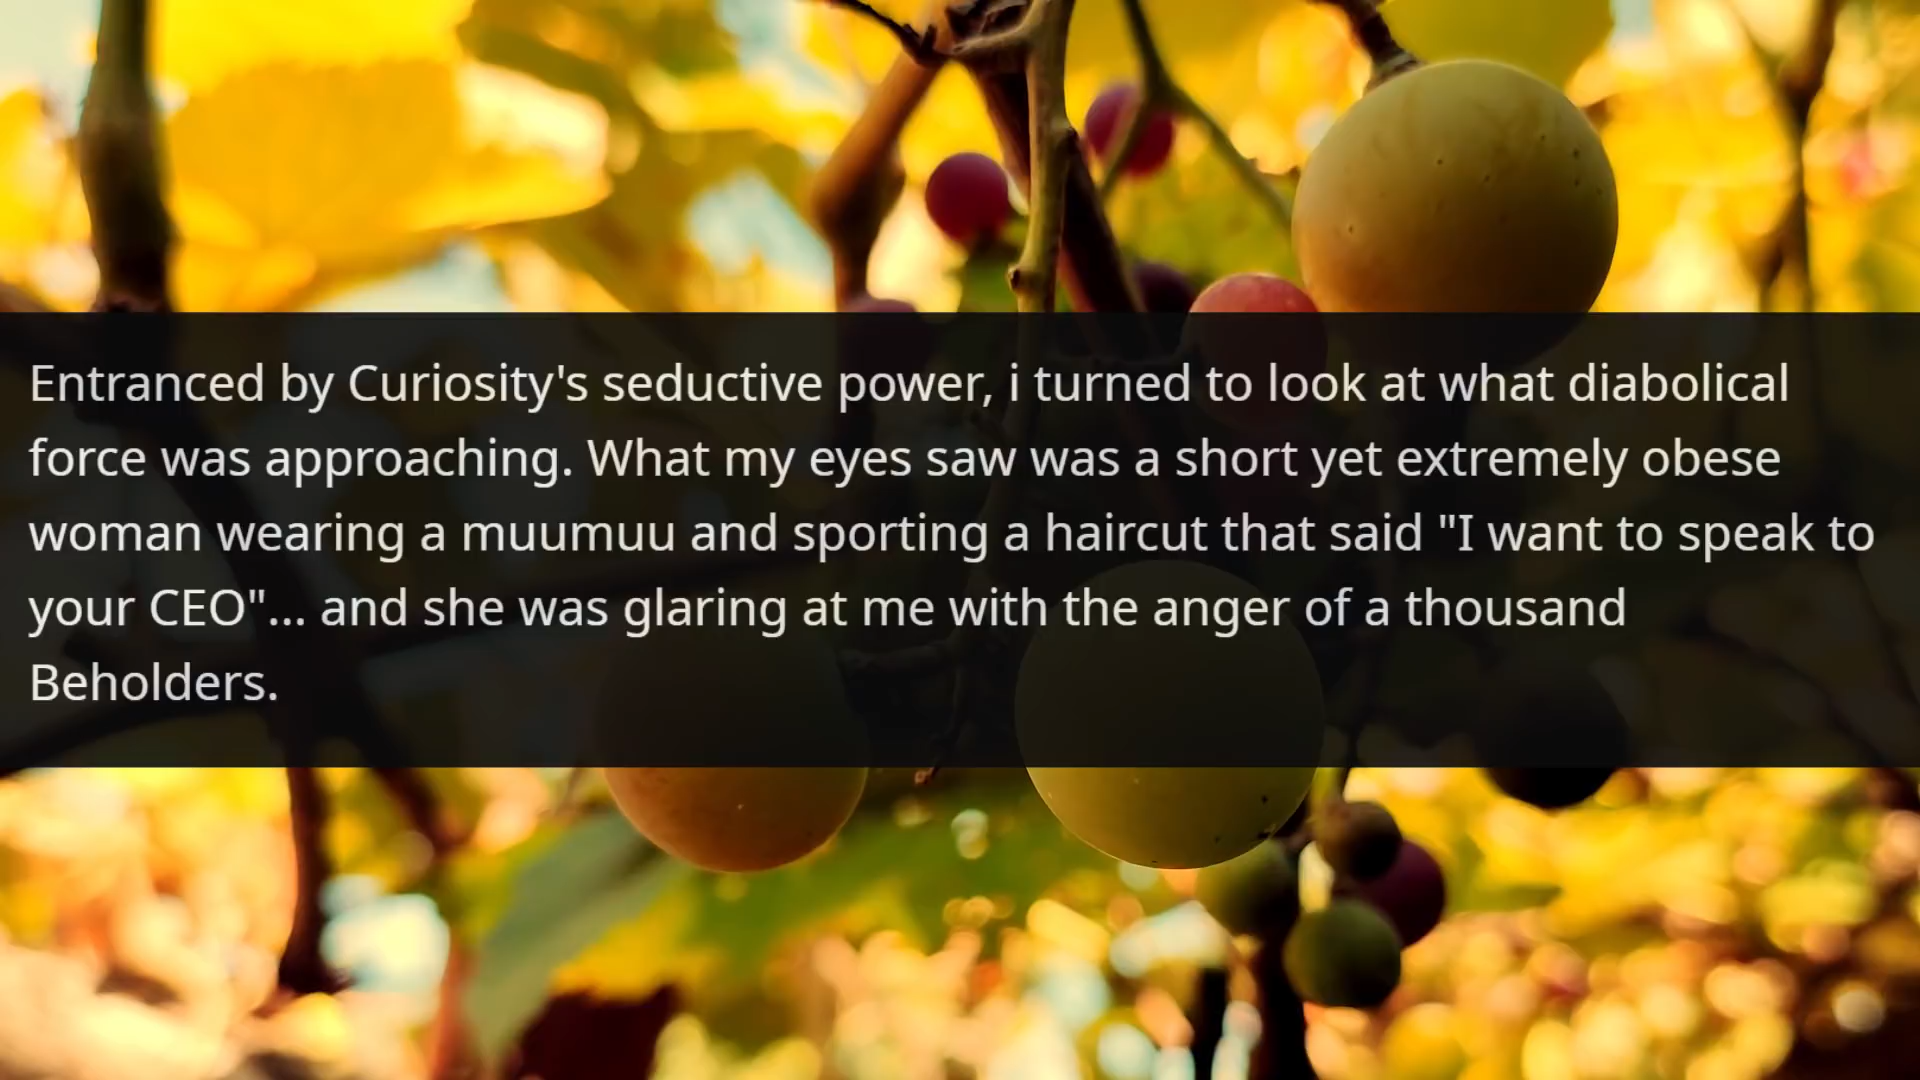 Entranced by Curiosity's seductive power, i turned to look at what diabolical
force was approaching. What my eyes saw was a short yet extremely obese
woman wearing a muumuu and sporting a haircut that said "I want to speak to
your CEO"... and she was glaring at me with the anger of a thousand
Beholders.